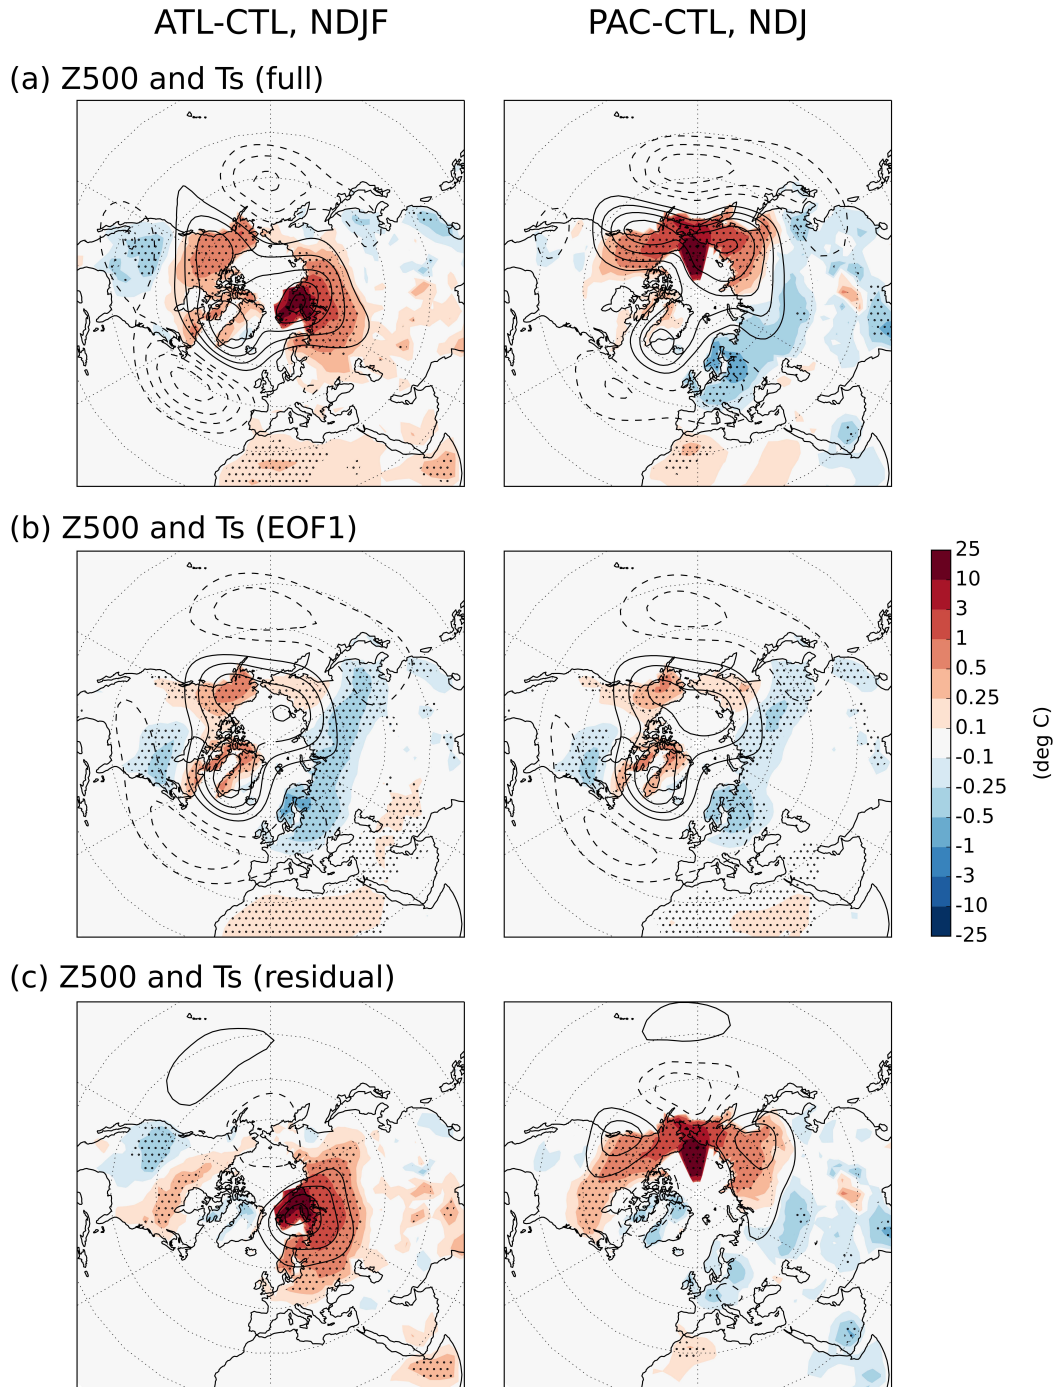 ATL-CTL, NDJF
PAC-CTL, NDJ
(a) Z500 and Ts (full)
(b) Z500 and Ts (EOF1)
25
10
3
1
0.5
0.25
0.1
-0.1
-0.25
-0.5
-1
-3
-10
-25
(deg C)
(c) Z500 and Ts (residual)